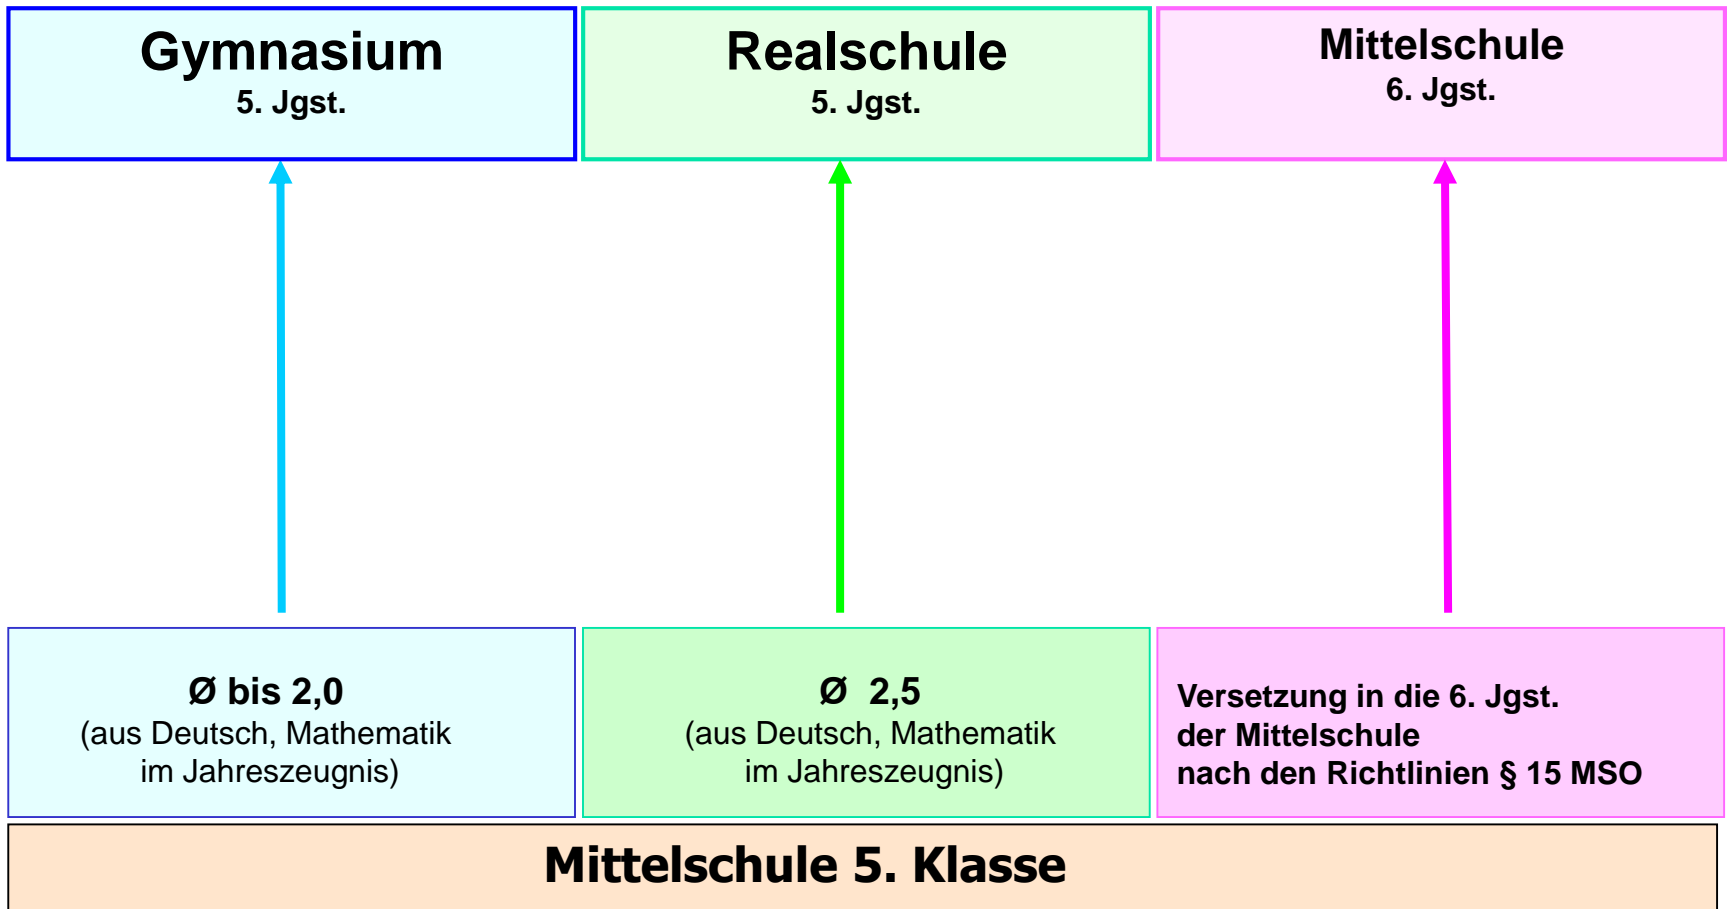 Gymnasium
5. Jgst.
Realschule
5. Jgst.
Mittelschule
6. Jgst.
Ø bis 2,0
(aus Deutsch, Mathematik
im Jahreszeugnis)
Ø 2,5
(aus Deutsch, Mathematik
im Jahreszeugnis)
Versetzung in die 6. Jgst.
der Mittelschule
nach den Richtlinien § 15 MSO
Mittelschule 5. Klasse